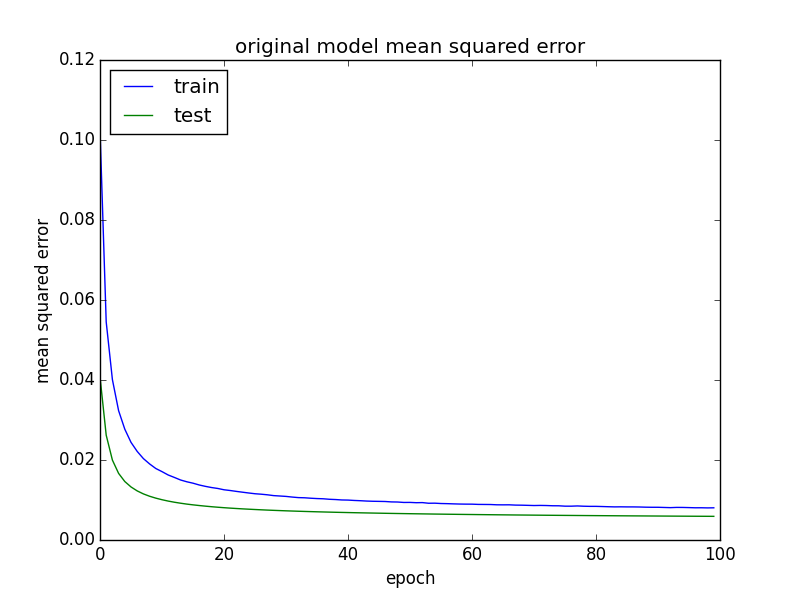 original model mean squared error
train
test
mean squared error
0.12
0.10
0.08
0.06
0.04
0.02
0.00
0 20 40 60 80 100
epoch